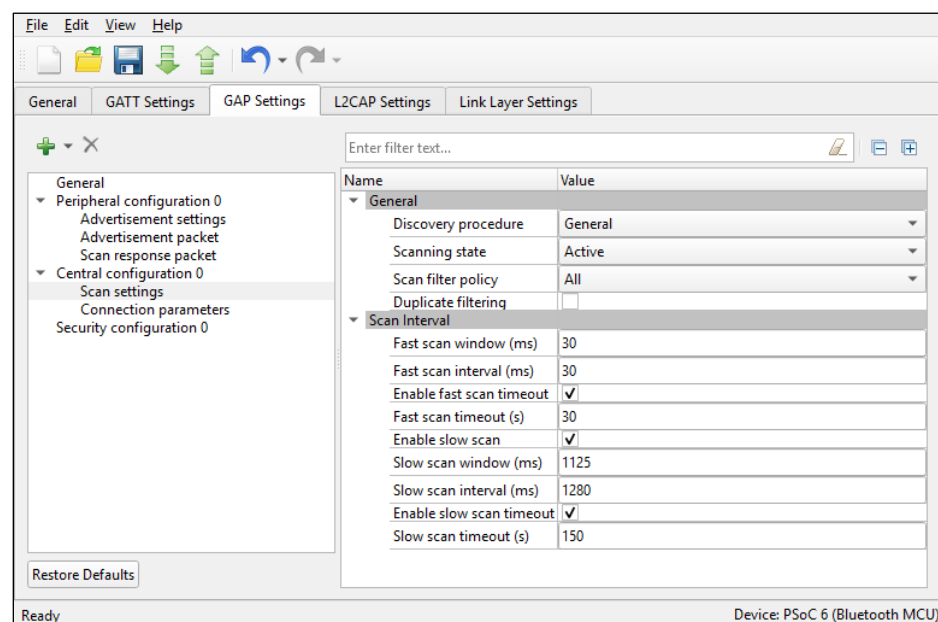 File Edit View Help
General GATT Settings GAP Settings L2CAP Settings Link Layer Settings
Enter filter text...
General
Peripheral configuration 0
Advertisement settings
Advertisement packet
Scan response packet
Central configuration 0
Scan settings
Connection parameters
Security configuration 0
Restore Defaults
Name Value
General
Discovery procedure General
Scanning state Active
Scan filter policy All
Duplicate filtering
Scan Interval
Fast scan window (ms) 30
Fast scan interval (ms) 30
Enable fast scan timeout
Fast scan timeout (s) 30
Enable slow scan
Slow scan window (ms) 1125
Slow scan interval (ms) 1280
Enable slow scan timeout
Slow scan timeout (s) 150
Ready Device: PSoC 6 (Bluetooth MCU)